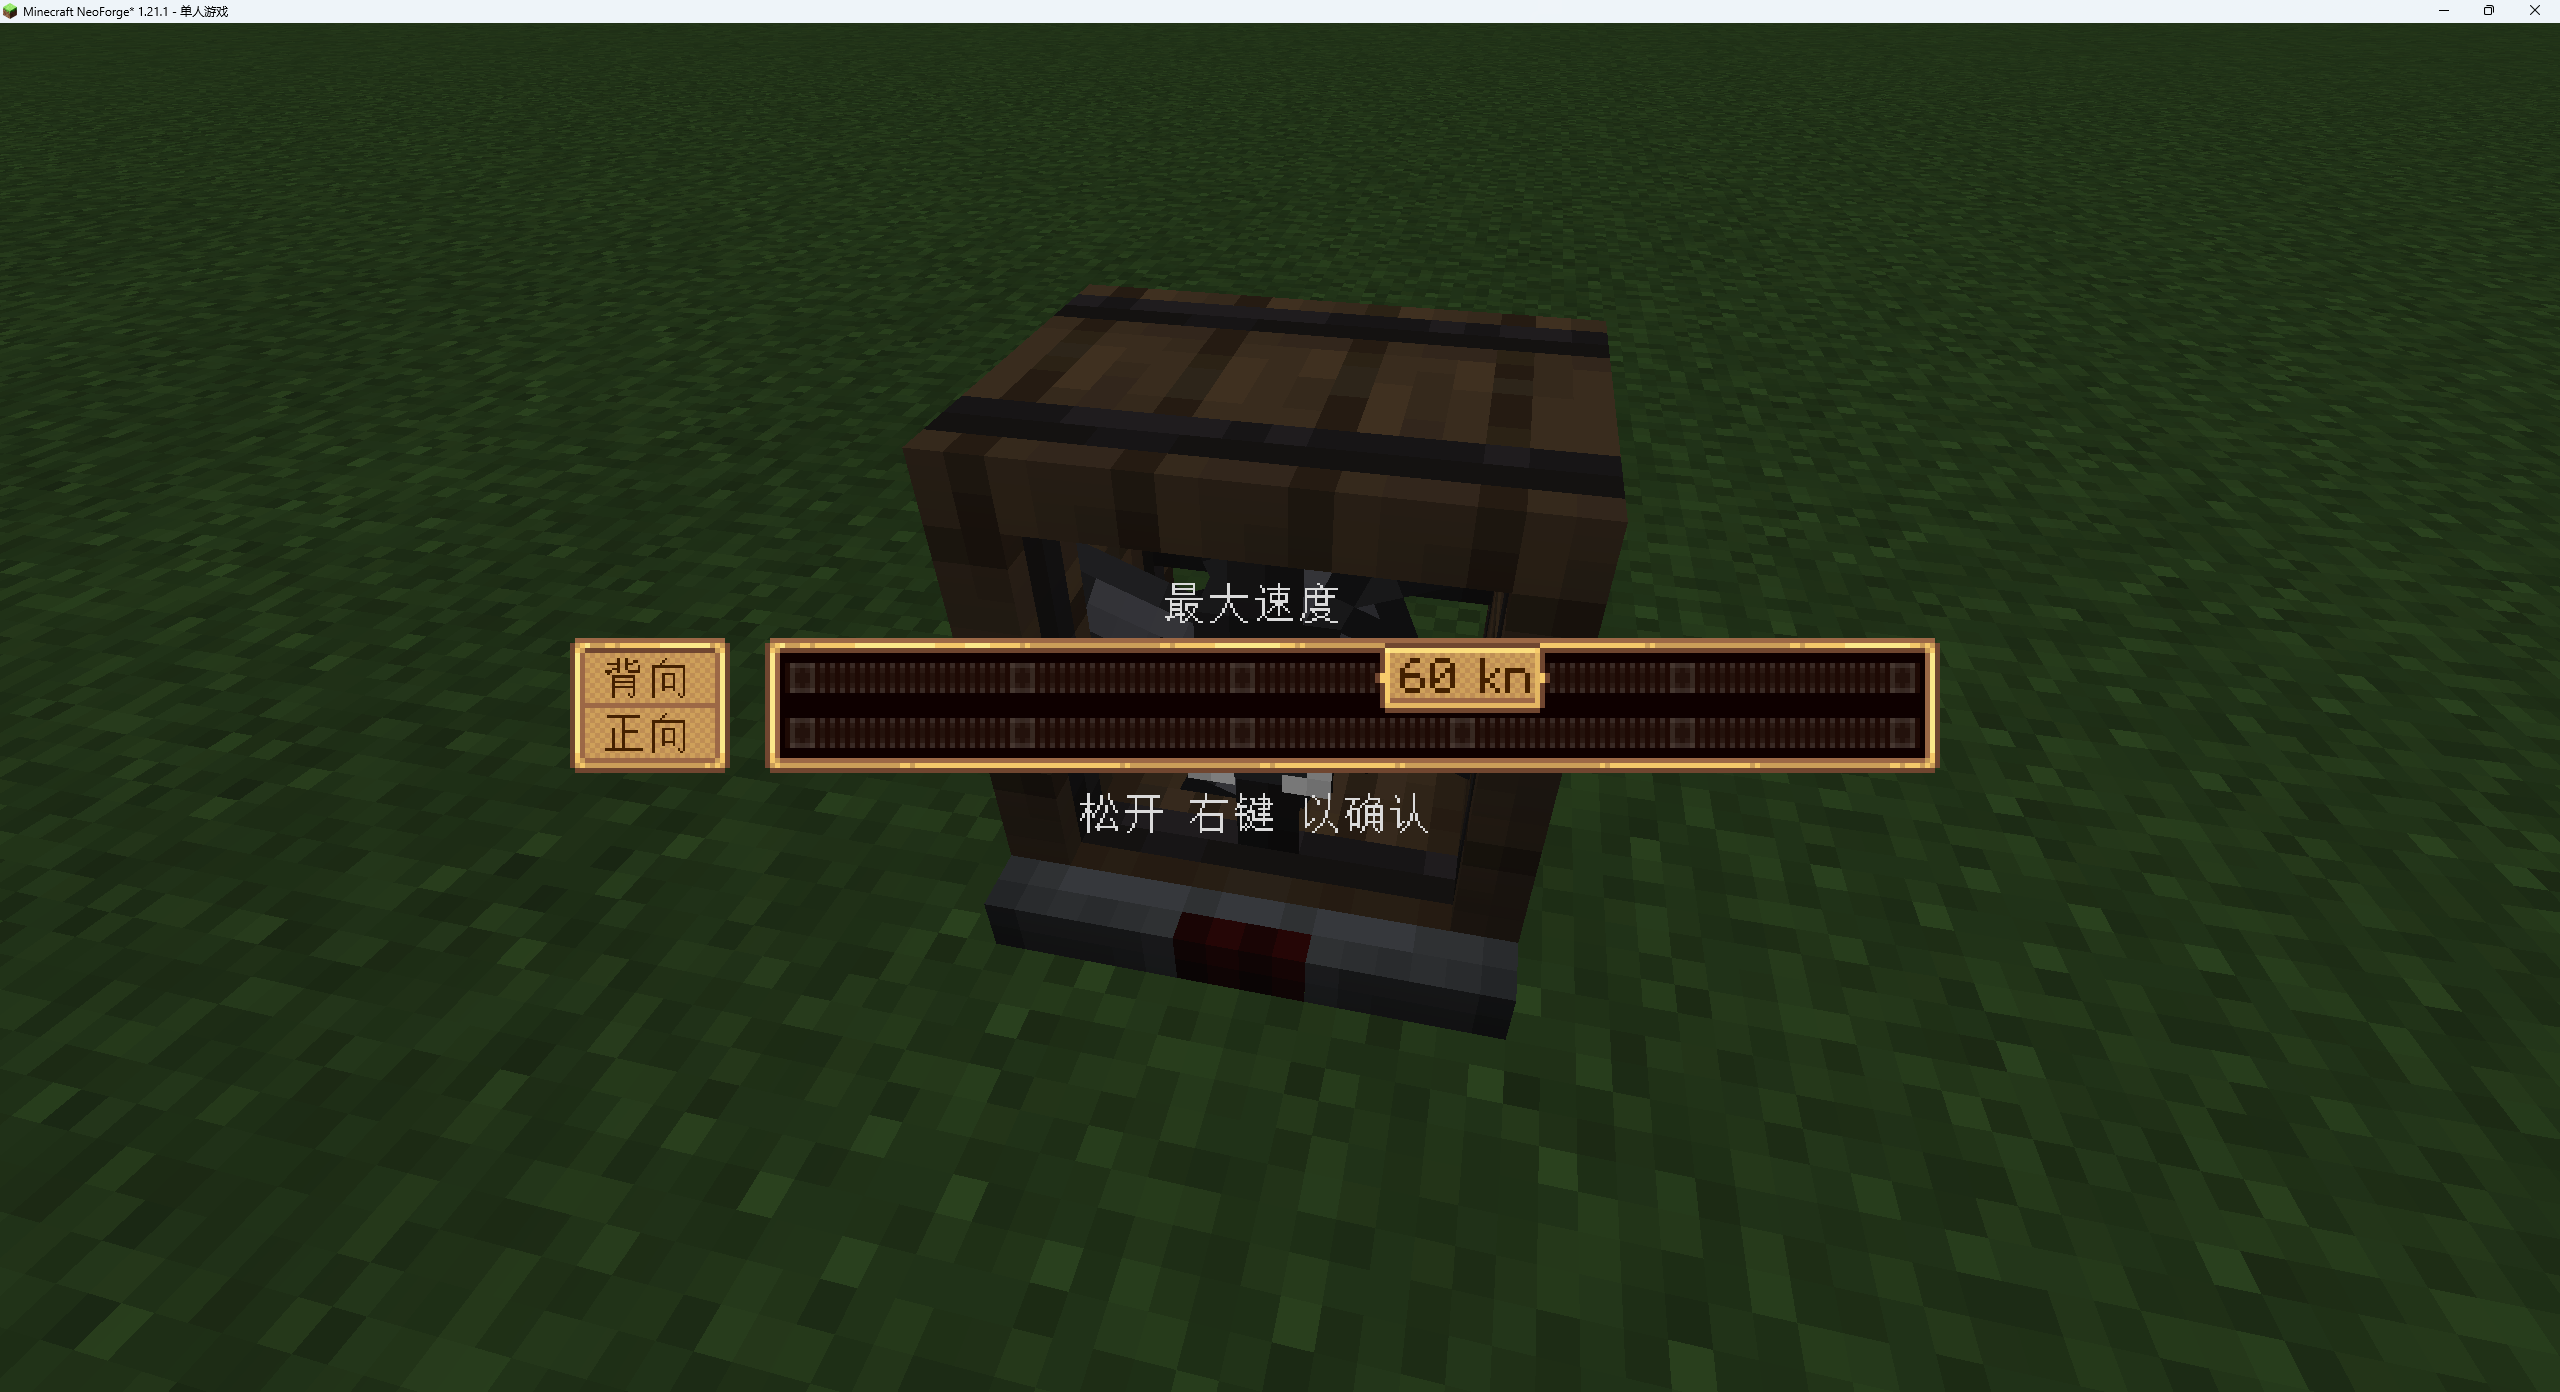 Minecraft NeoForge* 1.21.1 - 单人游戏
最大速度
背向
60 kn
正向
松开 右键 以确认